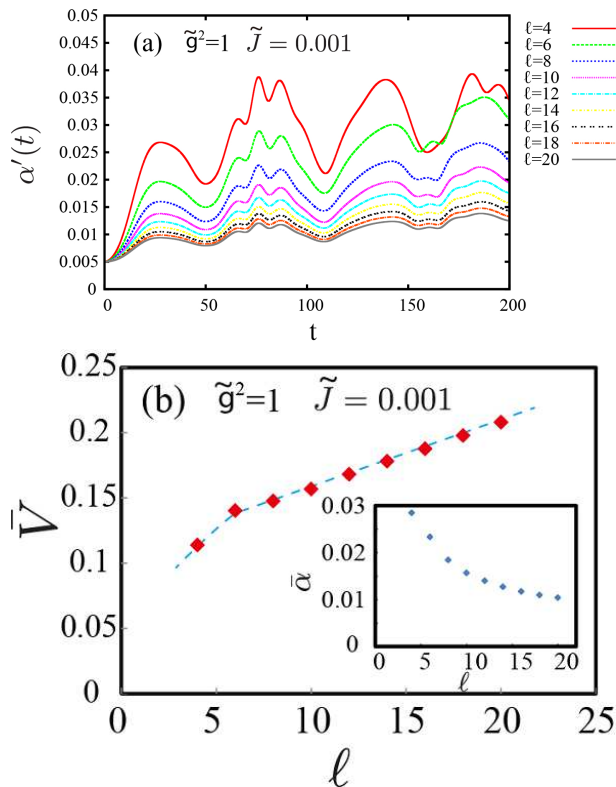 0.05
0.045
0.04
0.035
0.03
0.025
0.02
0.015
0.01
0.005
0
α′(t)
(a) g̃²=1 J̃ = 0.001
0 50 100 150 200
t
ℓ=4
ℓ=6
ℓ=8
ℓ=10
ℓ=12
ℓ=14
ℓ=16
ℓ=18
ℓ=20
0.25
0.2
0.15
0.1
0.05
0
V̄
(b) g̃²=1 J̃ = 0.001
0.03
0.02
0.01
0
ᾱ
0 5 10 15 20
ℓ
0 5 10 15 20 25
ℓ